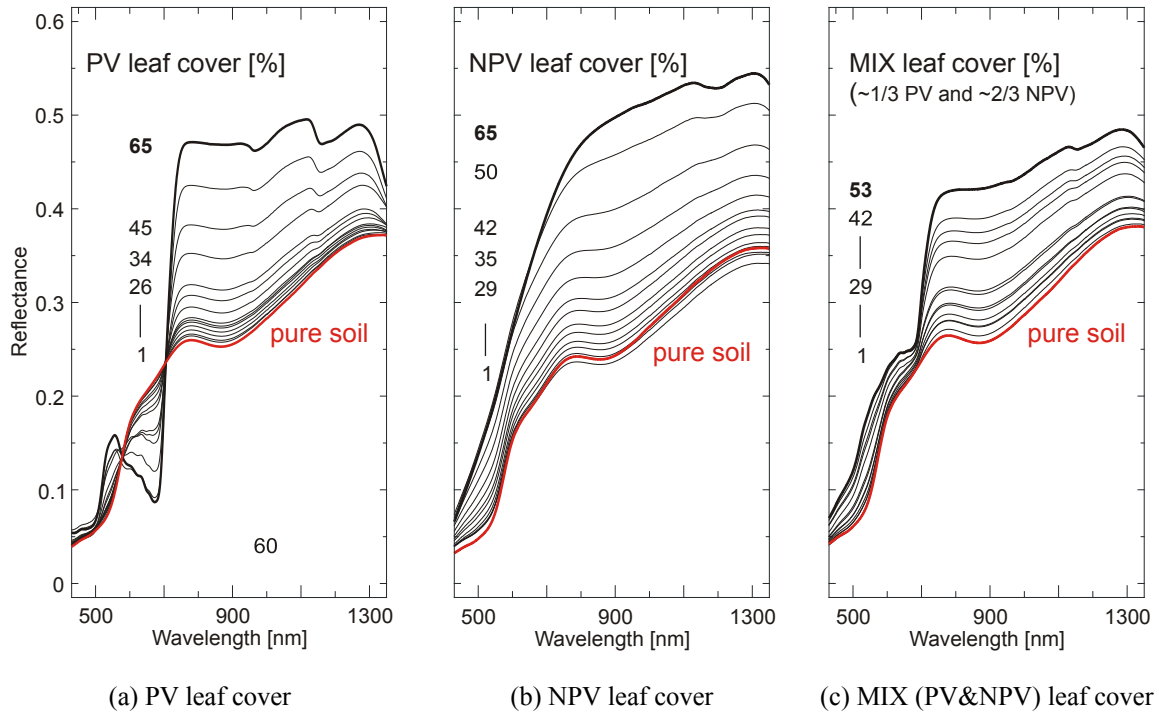 0.6
0.5
0.4
0.3
0.2
0.1
0
Reflectance
PV leaf cover [%]
65
45
34
26
1
pure soil
60
500 900 1300
Wavelength [nm]
(a) PV leaf cover
NPV leaf cover [%]
65
50
42
35
29
1
pure soil
500 900 1300
Wavelength [nm]
(b) NPV leaf cover
MIX leaf cover [%]
(~1/3 PV and ~2/3 NPV)
53
42
29
1
pure soil
500 900 1300
Wavelength [nm]
(c) MIX (PV&NPV) leaf cover